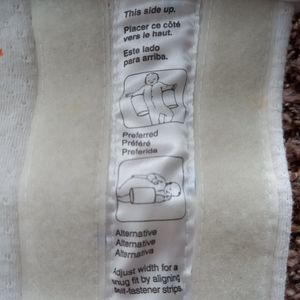 This side up.
Placer ce côté
vers le haut.
Este lado
para arriba.
Preferred
Préféré
Preferida
Alternative
Alternative
Alternativa
Adjust width for a
snug fit by aligning
self-fastener strips